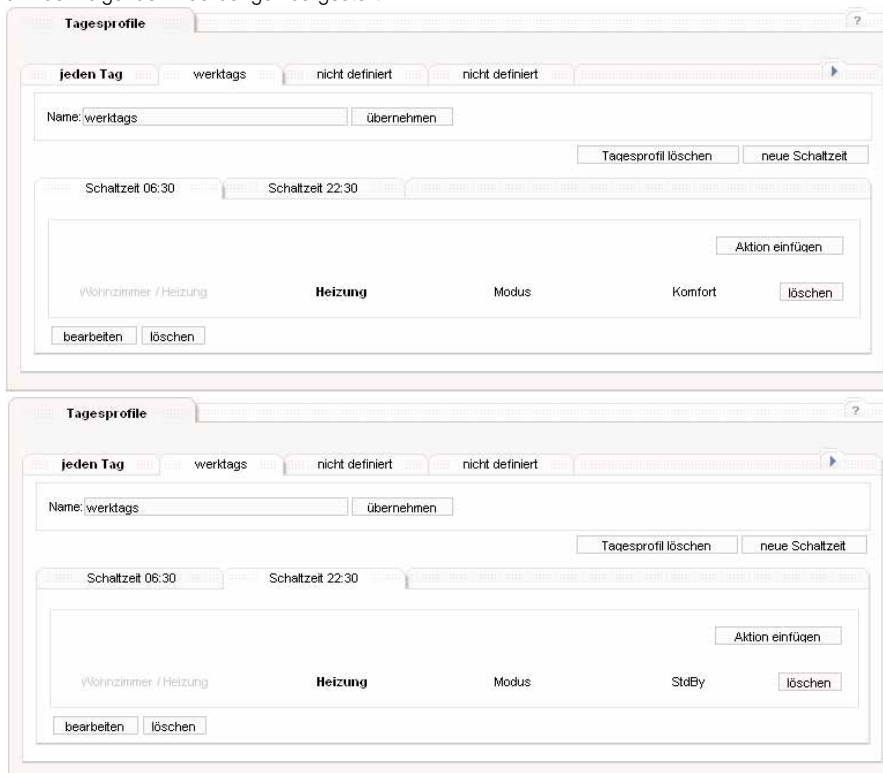 Tagesprofile ?
jeden Tag werktags nicht definiert nicht definiert
Name: werktags übernehmen
Tagesprofil löschen neue Schaltzeit
Schaltzeit 06:30 Schaltzeit 22:30
Aktion einfügen
Wohnzimmer / Heizung Heizung Modus Komfort löschen
bearbeiten löschen
Tagesprofile ?
jeden Tag werktags nicht definiert nicht definiert
Name: werktags übernehmen
Tagesprofil löschen neue Schaltzeit
Schaltzeit 06:30 Schaltzeit 22:30
Aktion einfügen
Wohnzimmer / Heizung Heizung Modus StdBy löschen
bearbeiten löschen